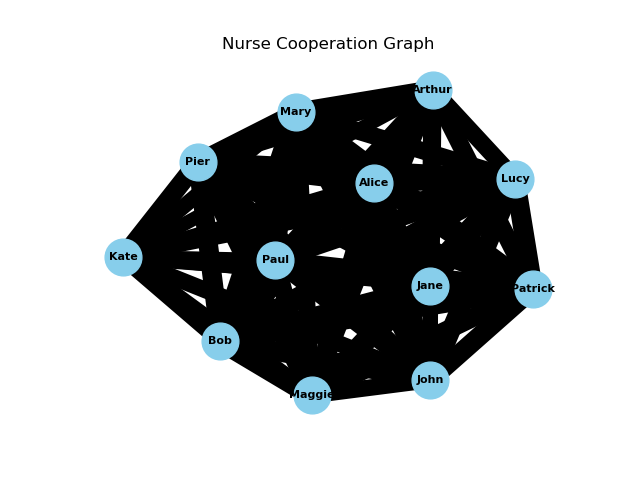 Nurse Cooperation Graph
Arthur
Mary
Pier
Alice
Lucy
Kate
Paul
Jane
Patrick
Bob
John
Maggie